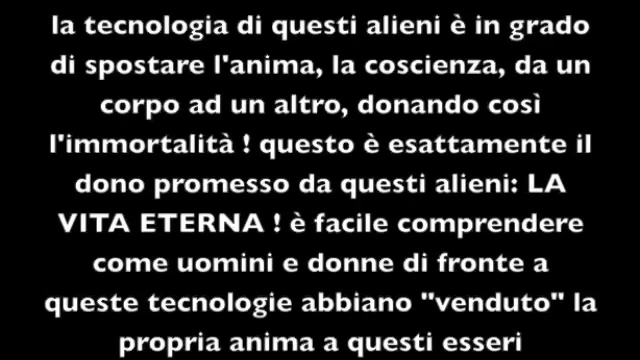 la tecnologia di questi alieni è in grado
di spostare l'anima, la coscienza, da un
corpo ad un altro, donando così
l'immortalità ! questo è esattamente il
dono promesso da questi alieni: LA
VITA ETERNA ! è facile comprendere
come uomini e donne di fronte a
queste tecnologie abbiano "venduto" la
propria anima a questi esseri